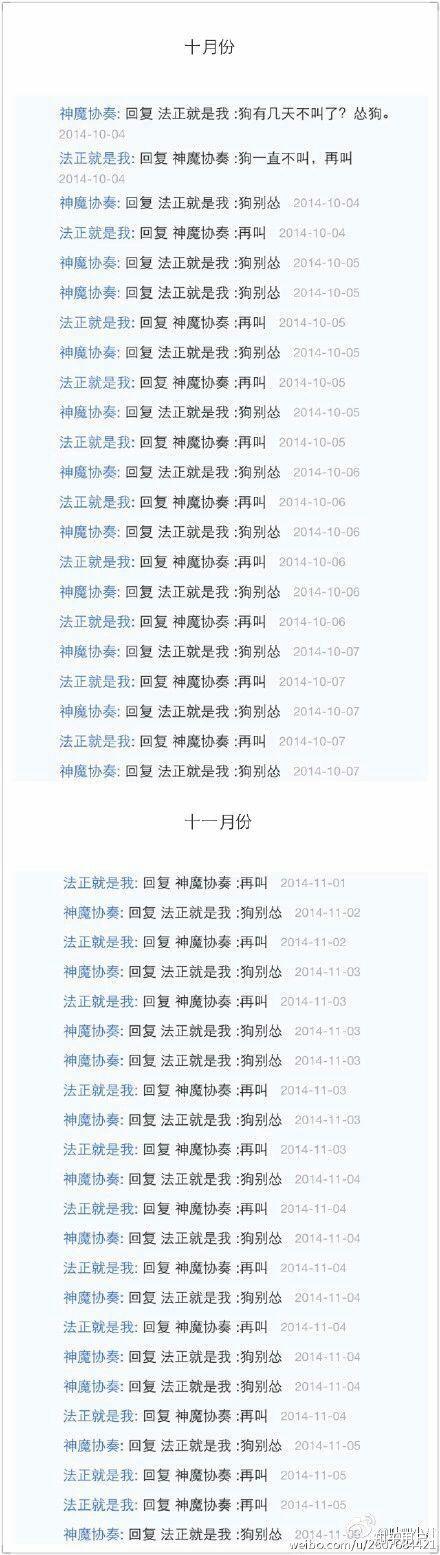 十月份
神魔协奏: 回复 法正就是我 :狗有几天不叫了？怂狗。
2014-10-04
法正就是我: 回复 神魔协奏 :狗一直不叫，再叫
2014-10-04
神魔协奏: 回复 法正就是我 :狗别怂 2014-10-04
法正就是我: 回复 神魔协奏 :再叫 2014-10-04
神魔协奏: 回复 法正就是我 :狗别怂 2014-10-05
神魔协奏: 回复 法正就是我 :狗别怂 2014-10-05
法正就是我: 回复 神魔协奏 :再叫 2014-10-05
神魔协奏: 回复 法正就是我 :狗别怂 2014-10-05
法正就是我: 回复 神魔协奏 :再叫 2014-10-05
神魔协奏: 回复 法正就是我 :狗别怂 2014-10-05
法正就是我: 回复 神魔协奏 :再叫 2014-10-05
神魔协奏: 回复 法正就是我 :狗别怂 2014-10-06
法正就是我: 回复 神魔协奏 :再叫 2014-10-06
神魔协奏: 回复 法正就是我 :狗别怂 2014-10-06
法正就是我: 回复 神魔协奏 :再叫 2014-10-06
神魔协奏: 回复 法正就是我 :狗别怂 2014-10-06
法正就是我: 回复 神魔协奏 :再叫 2014-10-06
神魔协奏: 回复 法正就是我 :狗别怂 2014-10-07
法正就是我: 回复 神魔协奏 :再叫 2014-10-07
神魔协奏: 回复 法正就是我 :狗别怂 2014-10-07
法正就是我: 回复 神魔协奏 :再叫 2014-10-07
神魔协奏: 回复 法正就是我 :狗别怂 2014-10-07
十一月份
法正就是我: 回复 神魔协奏 :再叫 2014-11-01
神魔协奏: 回复 法正就是我 :狗别怂 2014-11-02
法正就是我: 回复 神魔协奏 :再叫 2014-11-02
神魔协奏: 回复 法正就是我 :狗别怂 2014-11-03
法正就是我: 回复 神魔协奏 :再叫 2014-11-03
神魔协奏: 回复 法正就是我 :狗别怂 2014-11-03
神魔协奏: 回复 法正就是我 :狗别怂 2014-11-03
法正就是我: 回复 神魔协奏 :再叫 2014-11-03
神魔协奏: 回复 法正就是我 :狗别怂 2014-11-03
法正就是我: 回复 神魔协奏 :再叫 2014-11-03
神魔协奏: 回复 法正就是我 :狗别怂 2014-11-04
法正就是我: 回复 神魔协奏 :再叫 2014-11-04
神魔协奏: 回复 法正就是我 :狗别怂 2014-11-04
法正就是我: 回复 神魔协奏 :再叫 2014-11-04
神魔协奏: 回复 法正就是我 :狗别怂 2014-11-04
法正就是我: 回复 神魔协奏 :再叫 2014-11-04
神魔协奏: 回复 法正就是我 :狗别怂 2014-11-04
神魔协奏: 回复 法正就是我 :狗别怂 2014-11-04
法正就是我: 回复 神魔协奏 :再叫 2014-11-04
神魔协奏: 回复 法正就是我 :狗别怂 2014-11-05
法正就是我: 回复 神魔协奏 :再叫 2014-11-05
法正就是我: 回复 神魔协奏 :再叫 2014-11-05
神魔协奏: 回复 法正就是我 :狗别怂